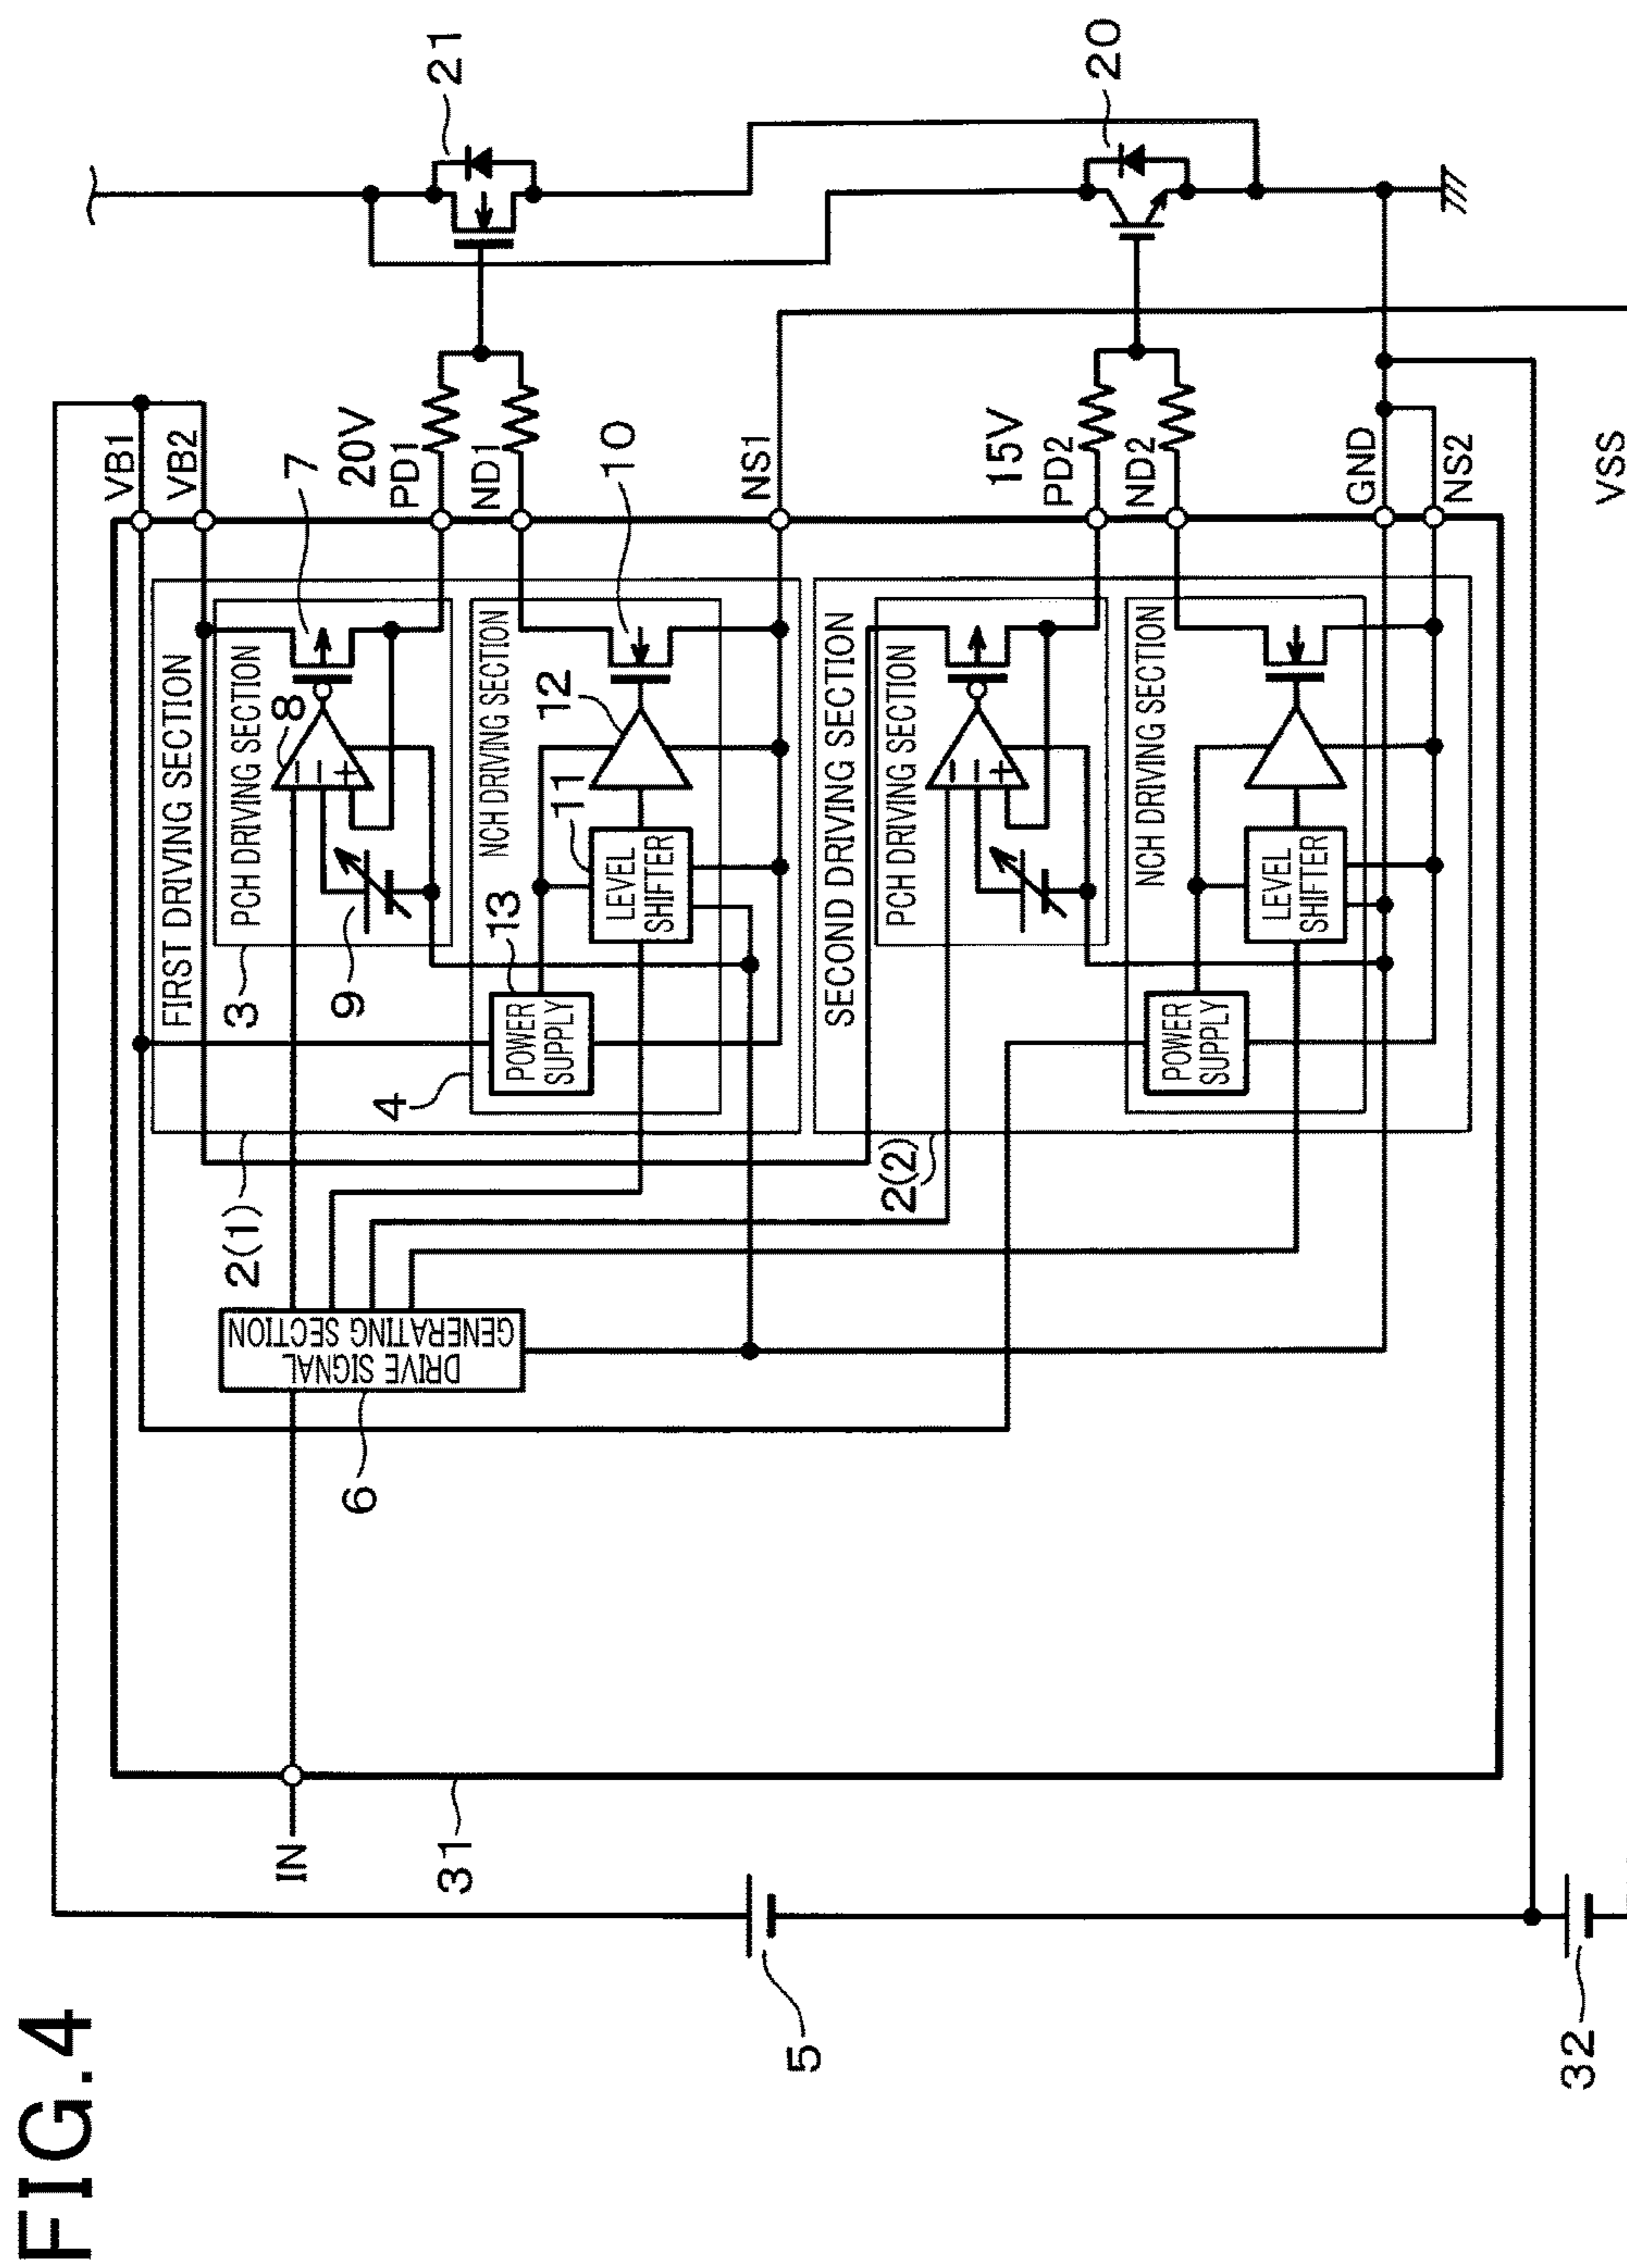 FIG.4
VB1
VB2
20V
PD1
ND1
NS1
15V
PD2
ND2
GND
NS2
VSS
21
20
FIRST DRIVING SECTION
PCH DRIVING SECTION
7
8
9
3
NCH DRIVING SECTION
10
12
11
LEVEL
SHIFTER
13
POWER
SUPPLY
4
2(1)
SECOND DRIVING SECTION
PCH DRIVING SECTION
NCH DRIVING SECTION
LEVEL
SHIFTER
POWER
SUPPLY
2(2)
DRIVE SIGNAL
GENERATING SECTION
6
IN
31
5
32